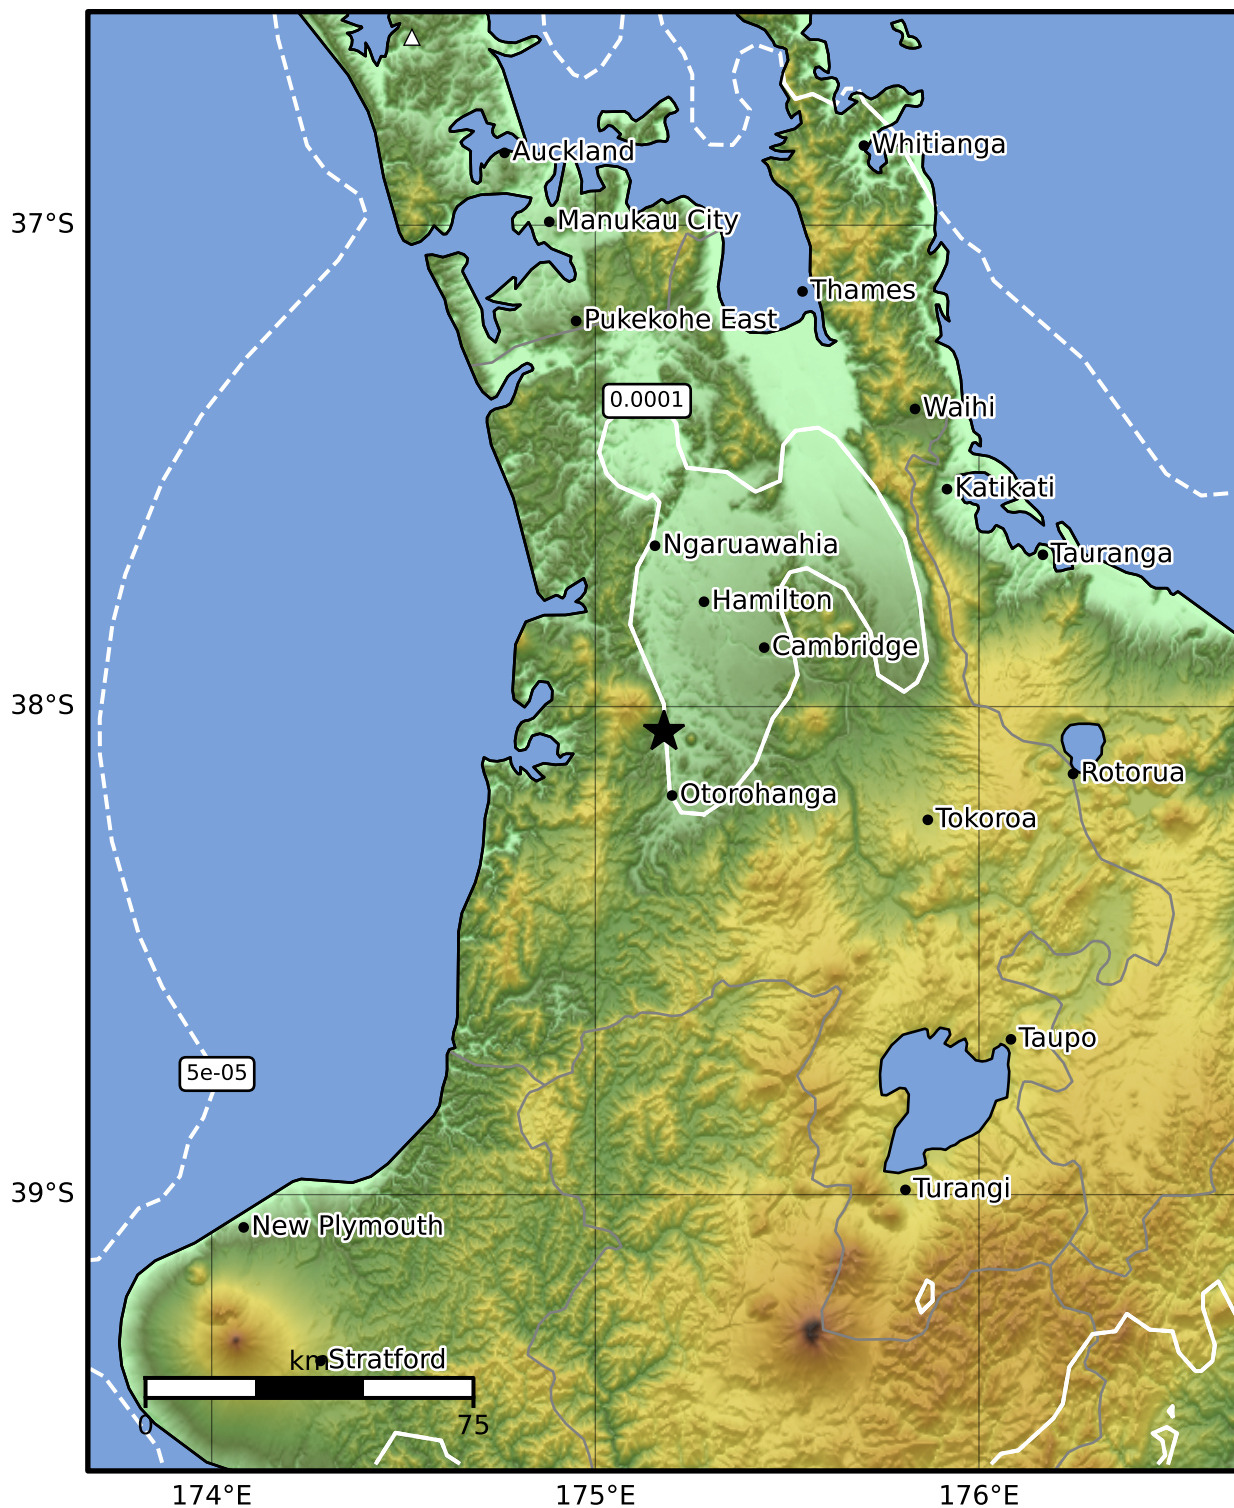 Auckland
Whitianga
37°S
Manukau City
Thames
Pukekohe East
0.0001
Waihi
Katikati
Ngaruawahia
Tauranga
Hamilton
Cambridge
38°S
Rotorua
Otorohanga
Tokoroa
Taupo
5e-05
39°S
Turangi
New Plymouth
km
Stratford
0
75
174°E
175°E
176°E